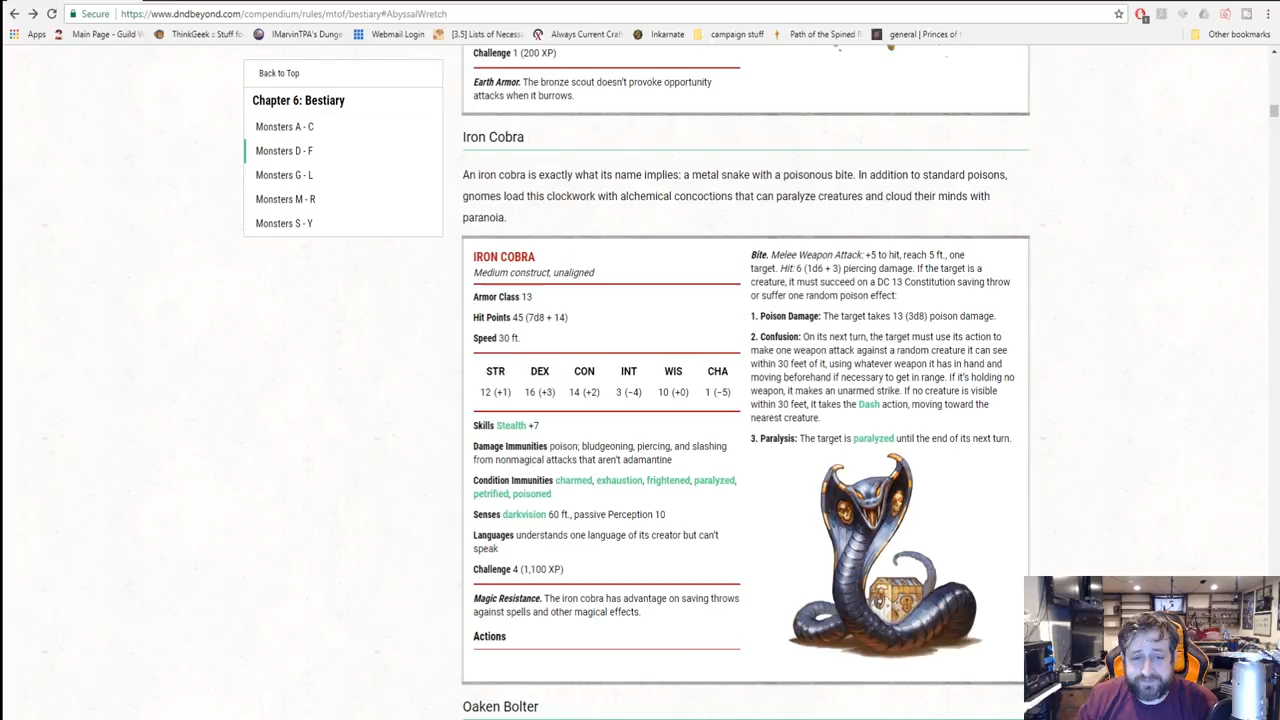 Secure https://www.dndbeyond.com/compendium/rules/mtof/bestiary#AbyssalWretch
Apps Main Page - Guild W ThinkGeek :: Stuff fo IMarvinTPA's Dunge Webmail Login [3.5] Lists of Necess Always Current Craft Inkarnate campaign stuff Path of the Spined R general | Princes of t Other bookmarks
Back to Top
Chapter 6: Bestiary
Monsters A - C
Monsters D - F
Monsters G - L
Monsters M - R
Monsters S - Y
Challenge 1 (200 XP)
Earth Armor. The bronze scout doesn't provoke opportunity
attacks when it burrows.
Iron Cobra
An iron cobra is exactly what its name implies: a metal snake with a poisonous bite. In addition to standard poisons,
gnomes load this clockwork with alchemical concoctions that can paralyze creatures and cloud their minds with
paranoia.
IRON COBRA
Medium construct, unaligned
Armor Class 13
Hit Points 45 (7d8 + 14)
Speed 30 ft.
STR DEX CON INT WIS CHA
12 (+1) 16 (+3) 14 (+2) 3 (−4) 10 (+0) 1 (−5)
Skills Stealth +7
Damage Immunities poison; bludgeoning, piercing, and slashing
from nonmagical attacks that aren't adamantine
Condition Immunities charmed, exhaustion, frightened, paralyzed,
petrified, poisoned
Senses darkvision 60 ft., passive Perception 10
Languages understands one language of its creator but can't
speak
Challenge 4 (1,100 XP)
Magic Resistance. The iron cobra has advantage on saving throws
against spells and other magical effects.
Actions
Bite. Melee Weapon Attack: +5 to hit, reach 5 ft., one
target. Hit: 6 (1d6 + 3) piercing damage. If the target is a
creature, it must succeed on a DC 13 Constitution saving throw
or suffer one random poison effect:
1. Poison Damage: The target takes 13 (3d8) poison damage.
2. Confusion: On its next turn, the target must use its action to
make one weapon attack against a random creature it can see
within 30 feet of it, using whatever weapon it has in hand and
moving beforehand if necessary to get in range. If it's holding no
weapon, it makes an unarmed strike. If no creature is visible
within 30 feet, it takes the Dash action, moving toward the
nearest creature.
3. Paralysis: The target is paralyzed until the end of its next turn.
Oaken Bolter